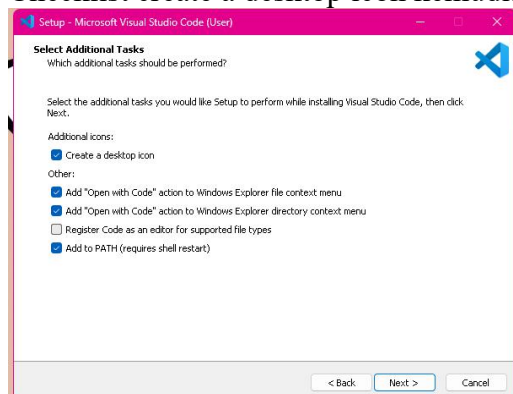 Setup - Microsoft Visual Studio Code (User)
Select Additional Tasks
Which additional tasks should be performed?
Select the additional tasks you would like Setup to perform while installing Visual Studio Code, then click
Next.
Additional icons:
Create a desktop icon
Other:
Add "Open with Code" action to Windows Explorer file context menu
Add "Open with Code" action to Windows Explorer directory context menu
Register Code as an editor for supported file types
Add to PATH (requires shell restart)
< Back Next > Cancel